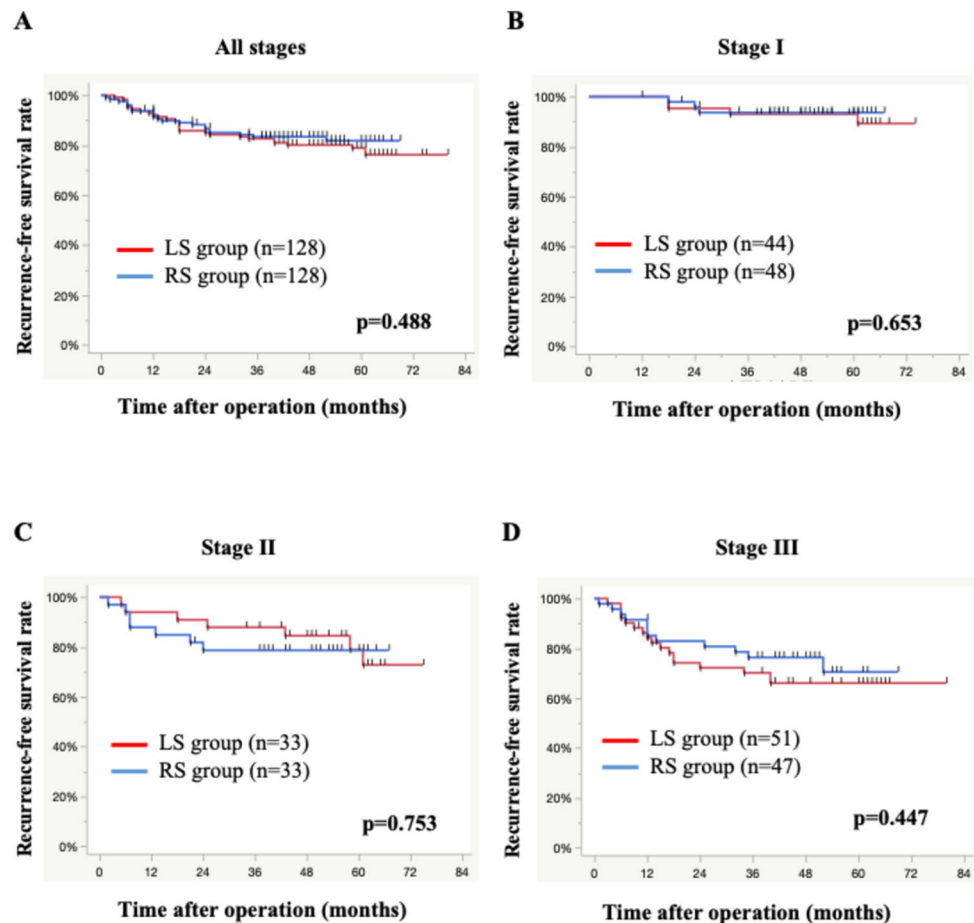 A
All stages
Recurrence-free survival rate
100%
80%
60%
40%
20%
0%
LS group (n=128)
RS group (n=128)
p=0.488
0 12 24 36 48 60 72 84
Time after operation (months)
B
Stage I
Recurrence-free survival rate
100%
80%
60%
40%
20%
0%
LS group (n=44)
RS group (n=48)
p=0.653
0 12 24 36 48 60 72 84
Time after operation (months)
C
Stage II
Recurrence-free survival rate
100%
80%
60%
40%
20%
0%
LS group (n=33)
RS group (n=33)
p=0.753
0 12 24 36 48 60 72 84
Time after operation (months)
D
Stage III
Recurrence-free survival rate
100%
80%
60%
40%
20%
0%
LS group (n=51)
RS group (n=47)
p=0.447
0 12 24 36 48 60 72 84
Time after operation (months)